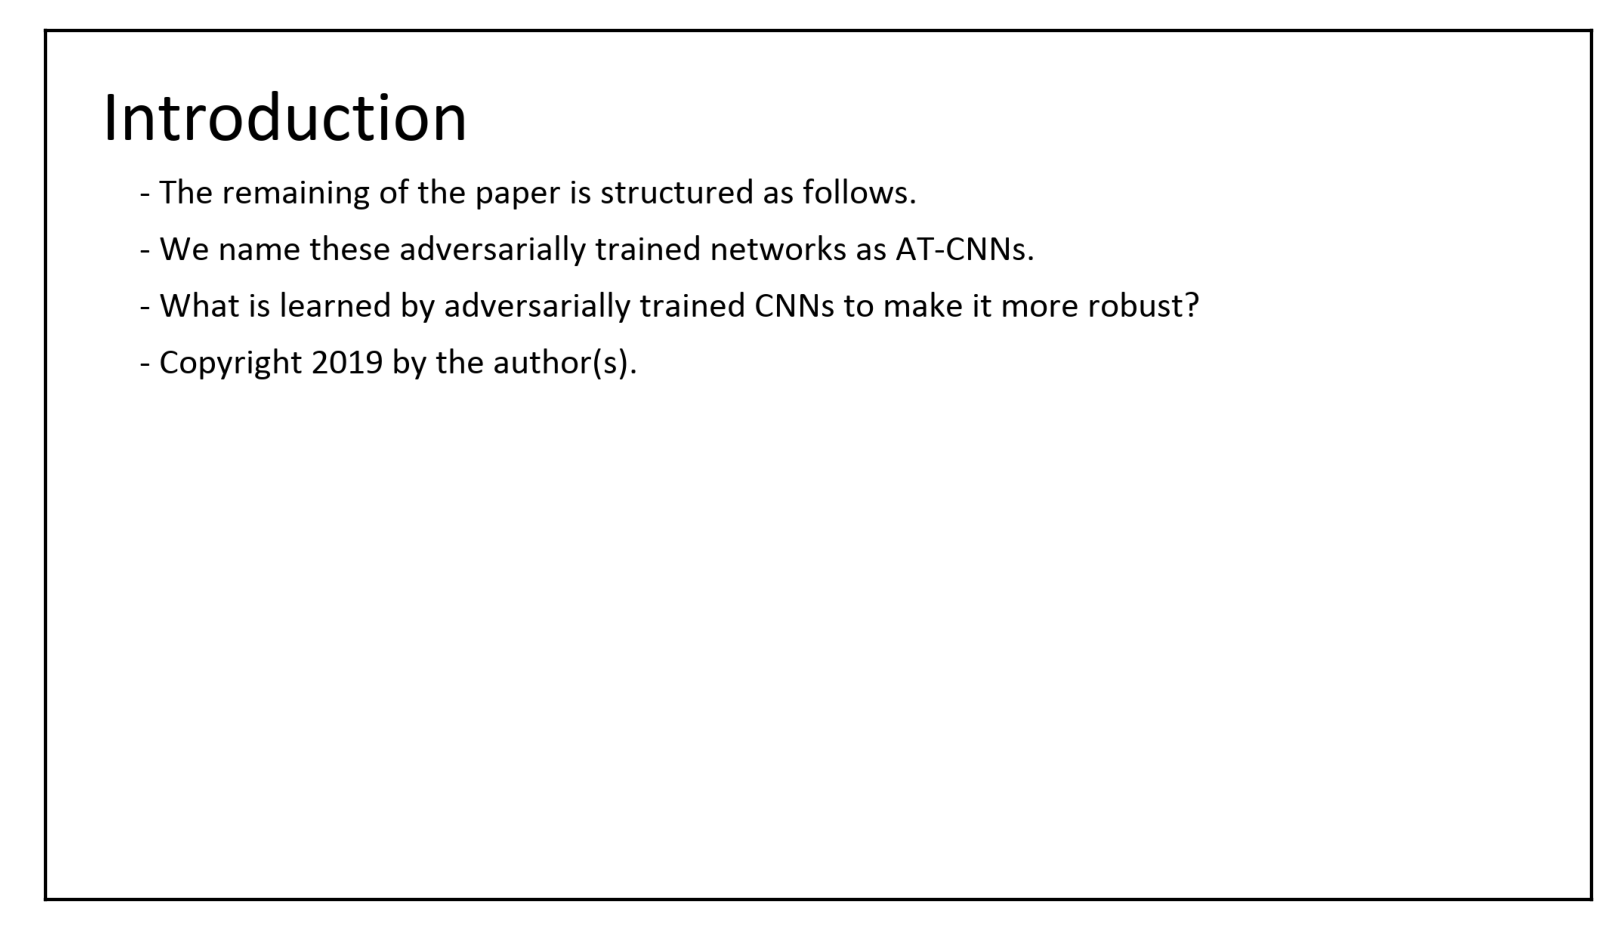 Introduction
- The remaining of the paper is structured as follows.
- We name these adversarially trained networks as AT-CNNs.
- What is learned by adversarially trained CNNs to make it more robust?
- Copyright 2019 by the author(s).